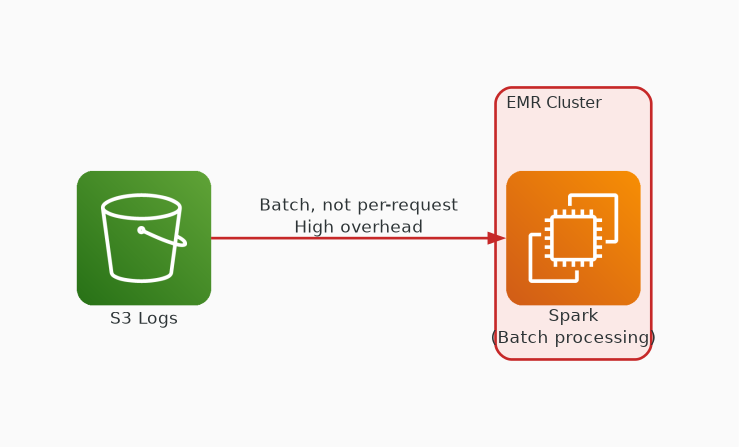 EMR Cluster
Batch, not per-request
High overhead
S3 Logs
Spark
(Batch processing)